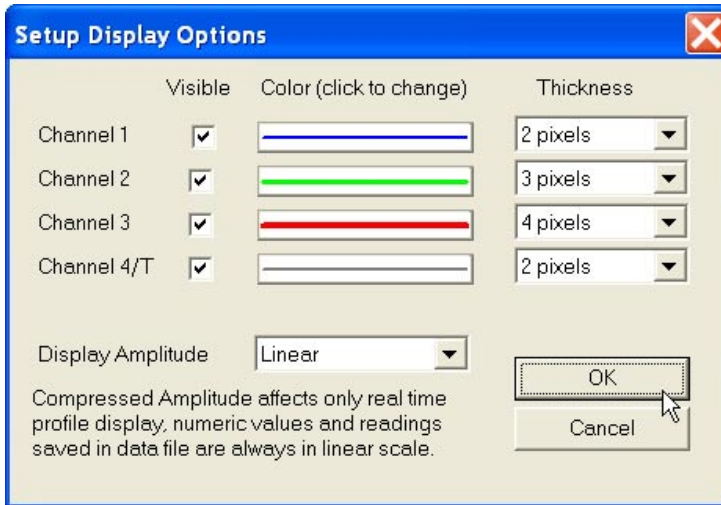 Setup Display Options
Visible Color (click to change) Thickness
Channel 1 2 pixels
Channel 2 3 pixels
Channel 3 4 pixels
Channel 4/T 2 pixels
Display Amplitude Linear
OK
Compressed Amplitude affects only real time
profile display, numeric values and readings
saved in data file are always in linear scale.
Cancel